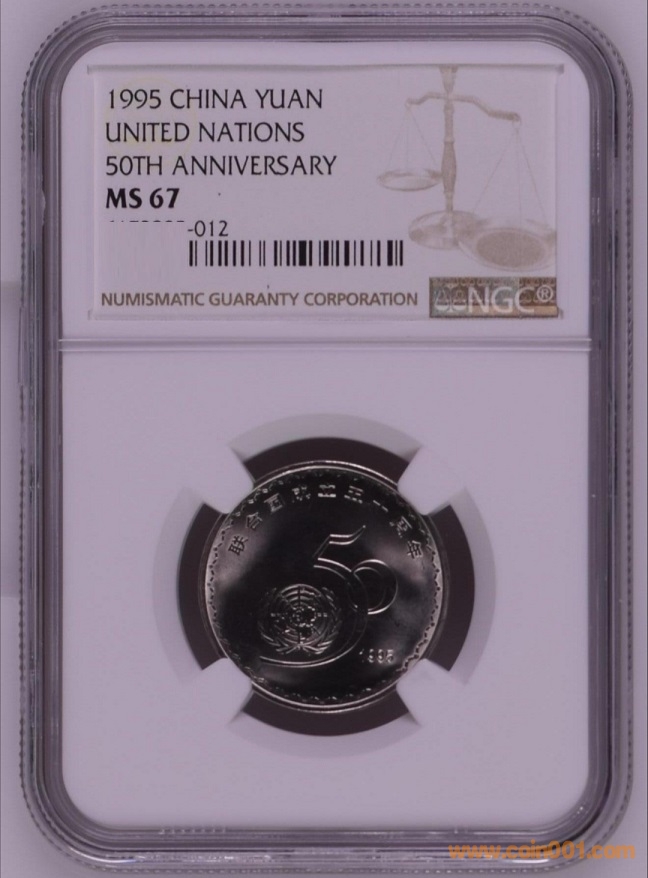 1995 CHINA YUAN
UNITED NATIONS
50TH ANNIVERSARY
MS 67
-012
NUMISMATIC GUARANTY CORPORATION
NGC®
联合国成立五十周年
50
1995
www.coin001.com